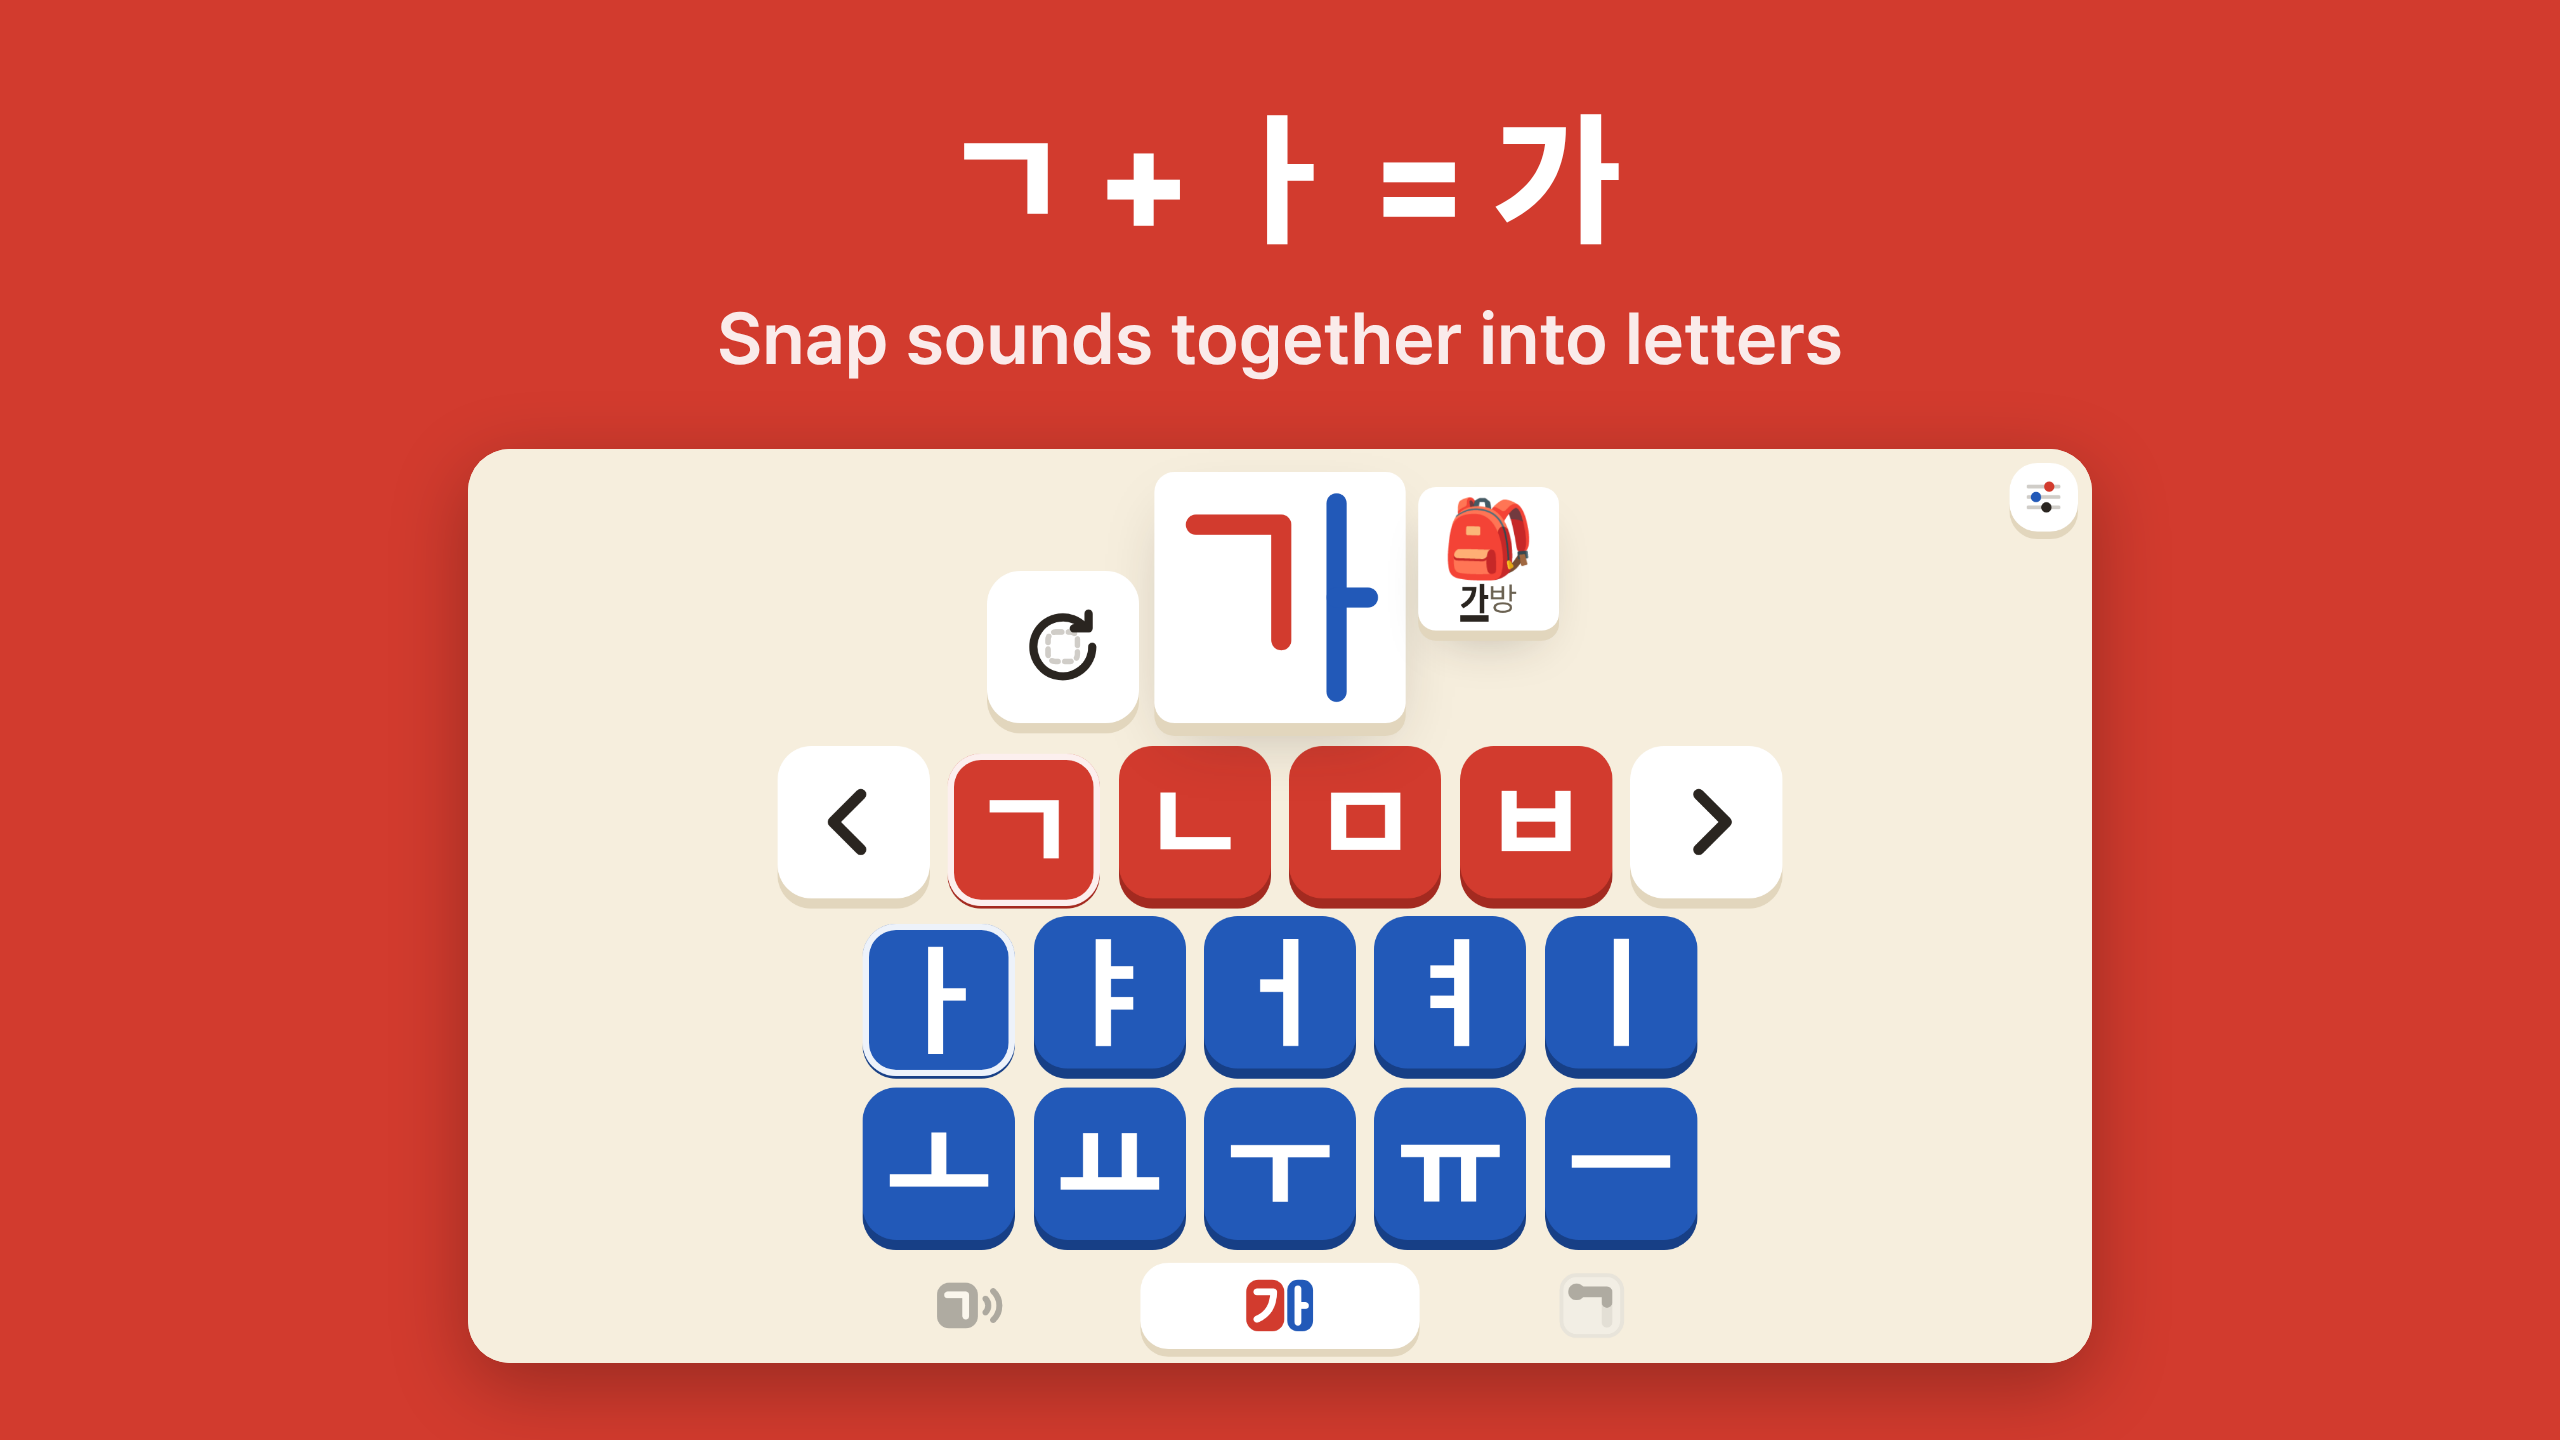 ㄱ + ㅏ = 가
Snap sounds together into letters
가
가방
ㄱ ㄴ ㅁ ㅂ
ㅏ ㅑ ㅓ ㅕ ㅣ
ㅗ ㅛ ㅜ ㅠ ㅡ
ㄱ 가 ㄱ